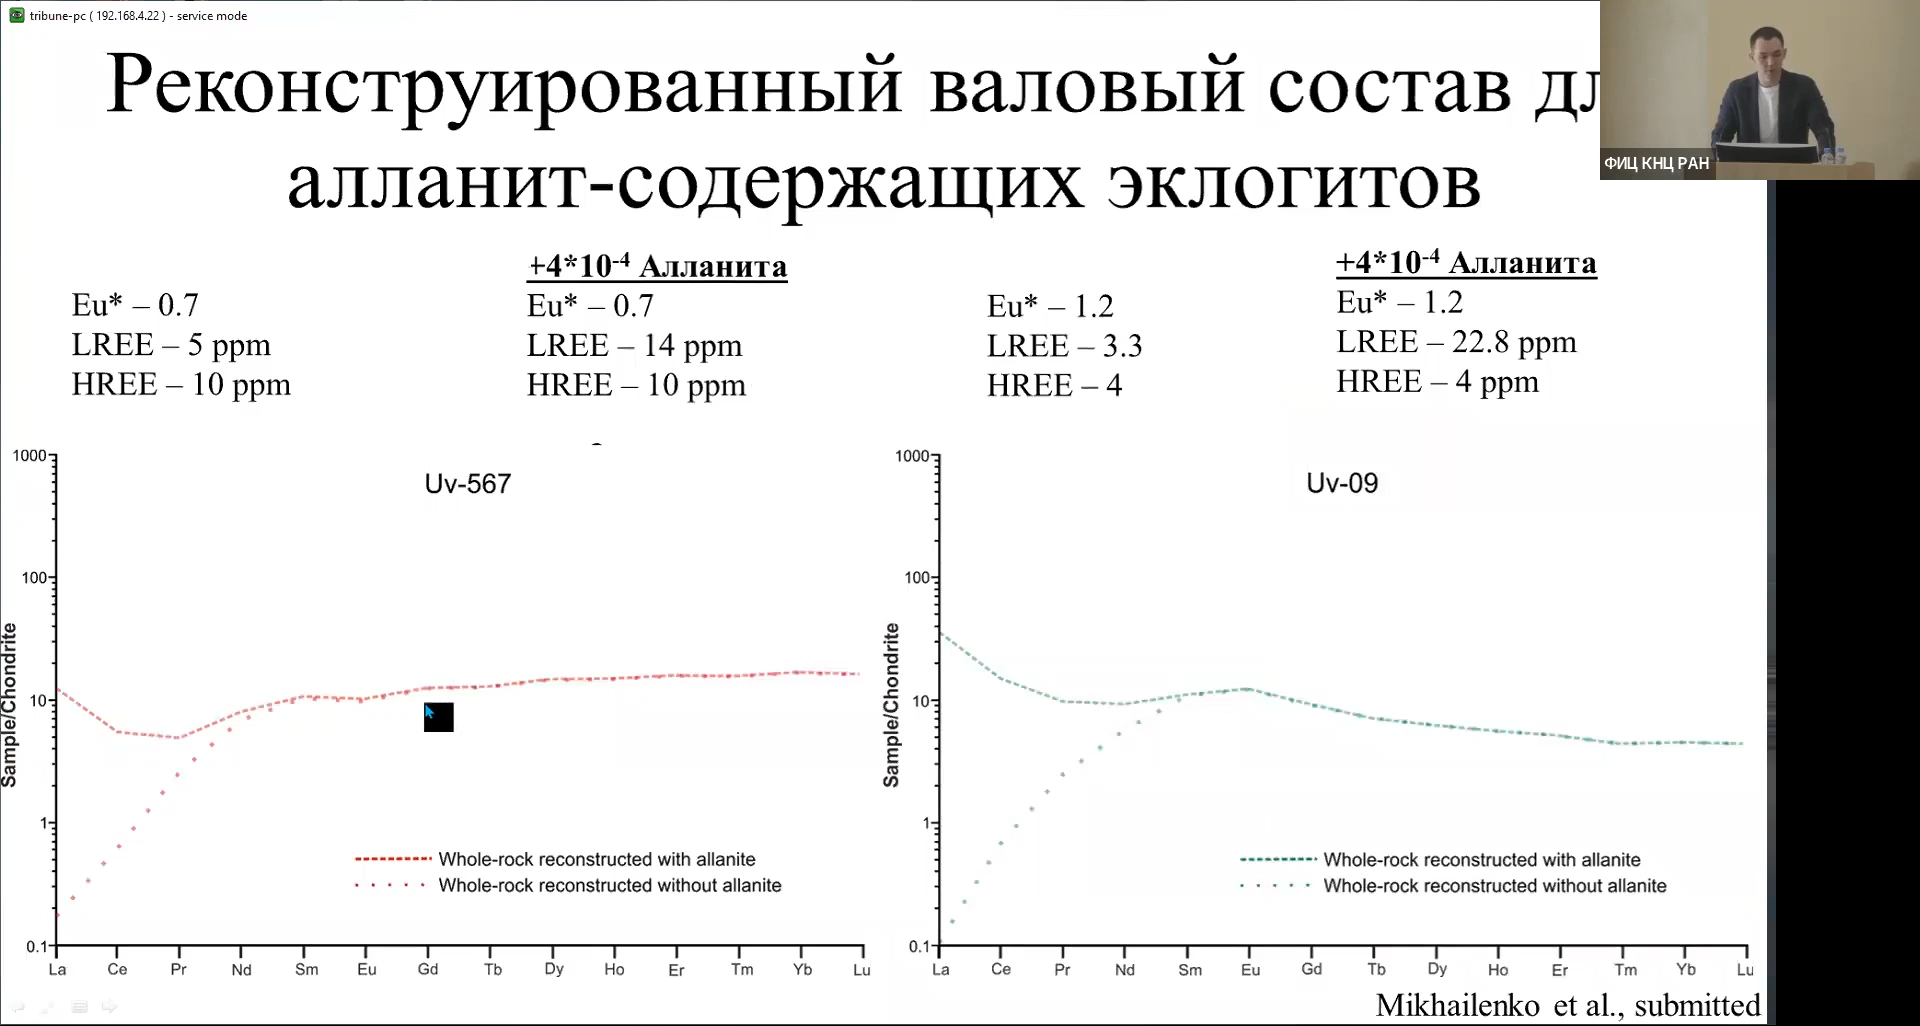 tribune-pc ( 192.168.4.22 ) - service mode
Реконструированный валовый состав
алланит-содержащих эклогитов
ФИЦ КНЦ РАН
Eu* – 0.7
LREE – 5 ppm
HREE – 10 ppm
+4*10-4 Алланита
Eu* – 0.7
LREE – 14 ppm
HREE – 10 ppm
Eu* – 1.2
LREE – 3.3
HREE – 4
+4*10-4 Алланита
Eu* – 1.2
LREE – 22.8 ppm
HREE – 4 ppm
Uv-567
Sample/Chondrite
1000
100
10
1
0.1
Whole-rock reconstructed with allanite
Whole-rock reconstructed without allanite
La Ce Pr Nd Sm Eu Gd Tb Dy Ho Er Tm Yb Lu
Uv-09
Sample/Chondrite
1000
100
10
1
0.1
Whole-rock reconstructed with allanite
Whole-rock reconstructed without allanite
La Ce Pr Nd Sm Eu Gd Tb Dy Ho Er Tm Yb Lu
Mikhailenko et al., submitted